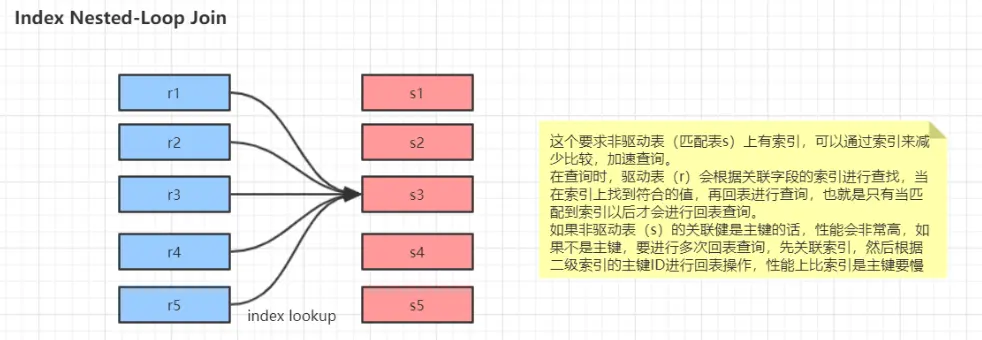 Index Nested-Loop Join
r1
s1
r2
s2
r3
s3
r4
s4
r5
s5
index lookup
这个要求非驱动表（匹配表s）上有索引，可以通过索引来减
少比较，加速查询。
在查询时，驱动表（r）会根据关联字段的索引进行查找，当
在索引上找到符合的值，再回表进行查询，也就是只有当匹
配到索引以后才会进行回表查询。
如果非驱动表（s）的关联健是主键的话，性能会非常高，如
果不是主键，要进行多次回表查询，先关联索引，然后根据
二级索引的主键ID进行回表操作，性能上比索引是主键要慢